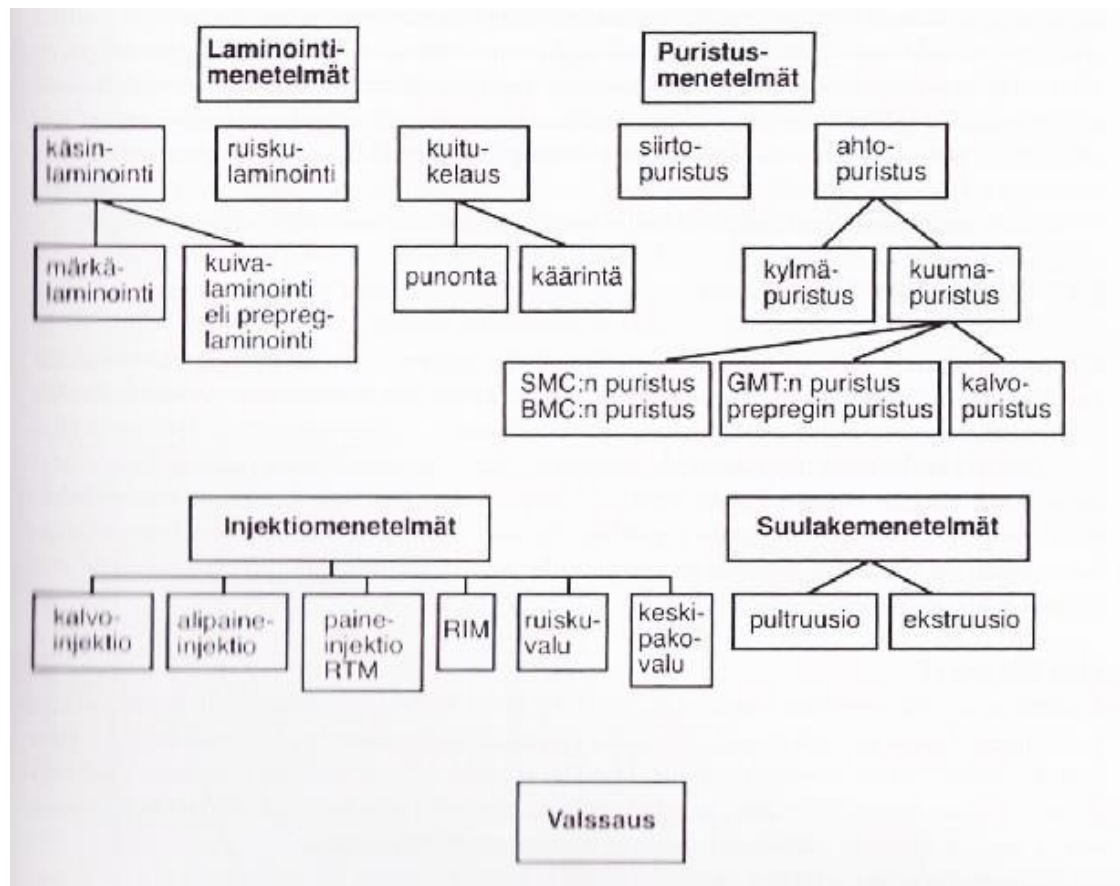 Laminointi-
menetelmät
Puristus-
menetelmät
käsin-
laminointi
ruisku-
laminointi
kuitu-
kelaus
siirto-
puristus
ahto-
puristus
märkä-
laminointi
kuiva-
laminointi
eli prepreg-
laminointi
punonta
käärintä
kylmä-
puristus
kuuma-
puristus
SMC:n puristus
BMC:n puristus
GMT:n puristus
prepregin puristus
kalvo-
puristus
Injektiomenetelmät
Suulakemenetelmät
kalvo-
injektio
alipaine-
injektio
paine-
injektio
RTM
RIM
ruisku-
valu
keski-
pako-
valu
pultruusio
ekstruusio
Valssaus